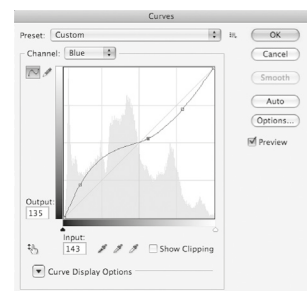 Curves
Preset: Custom
OK
Channel: Blue
Cancel
Smooth
Auto
Options...
Preview
Output:
135
Input:
143
Show Clipping
Curve Display Options